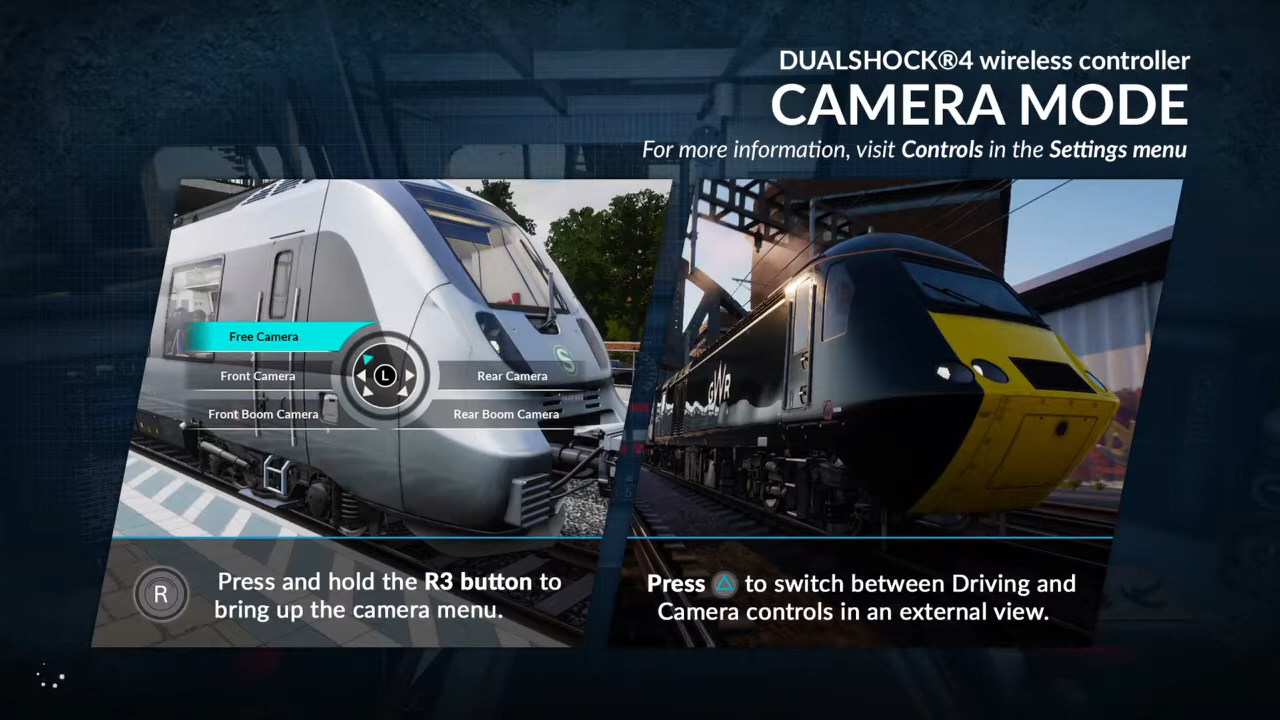 DUALSHOCK®4 wireless controller
CAMERA MODE
For more information, visit Controls in the Settings menu
Free Camera
Front Camera
Front Boom Camera
L
Rear Camera
Rear Boom Camera
S
GWR
R
Press and hold the R3 button to
bring up the camera menu.
Press to switch between Driving and
Camera controls in an external view.